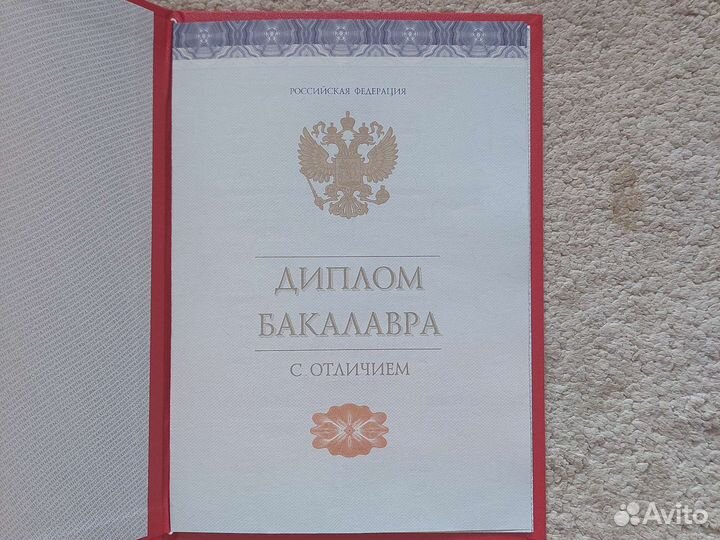 РОССИЙСКАЯ ФЕДЕРАЦИЯ
ДИПЛОМ
БАКАЛАВРА
С ОТЛИЧИЕМ
Avito